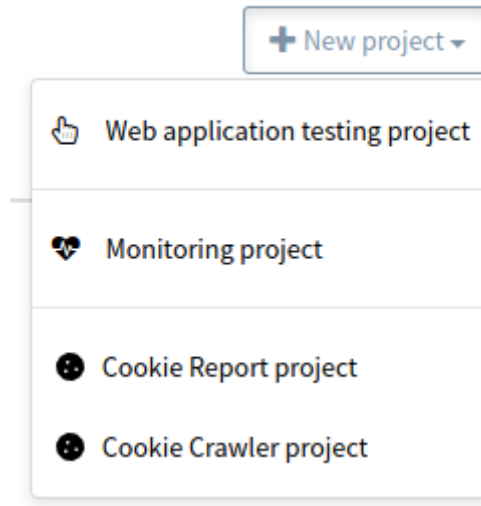 New project
Web application testing project
Monitoring project
Cookie Report project
Cookie Crawler project